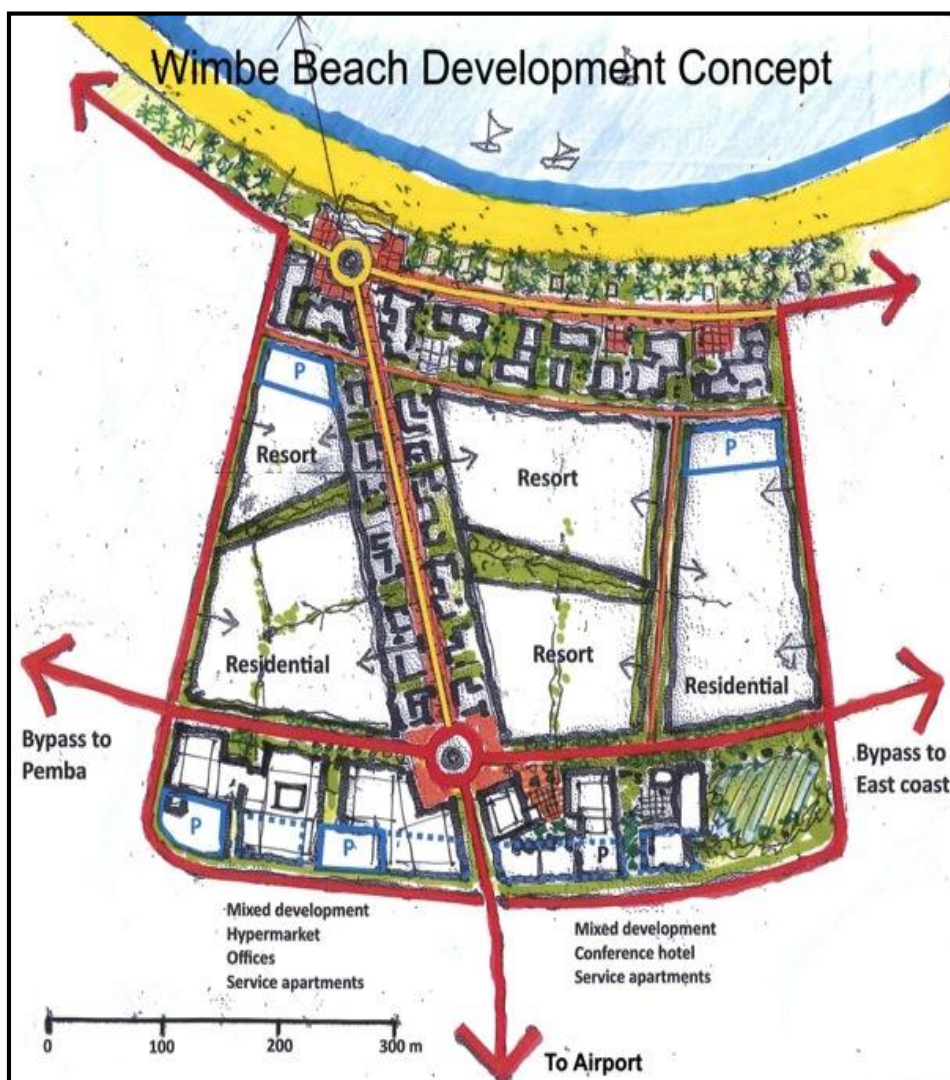 Wimbe Beach Development Concept
P
Resort
Resort
P
Residential
Resort
Residential
Bypass to
Pemba
Bypass to
East coast
P
P
P
Mixed development
Hypermarket
Offices
Service apartments
Mixed development
Conference hotel
Service apartments
0 100 200 300 m
To Airport